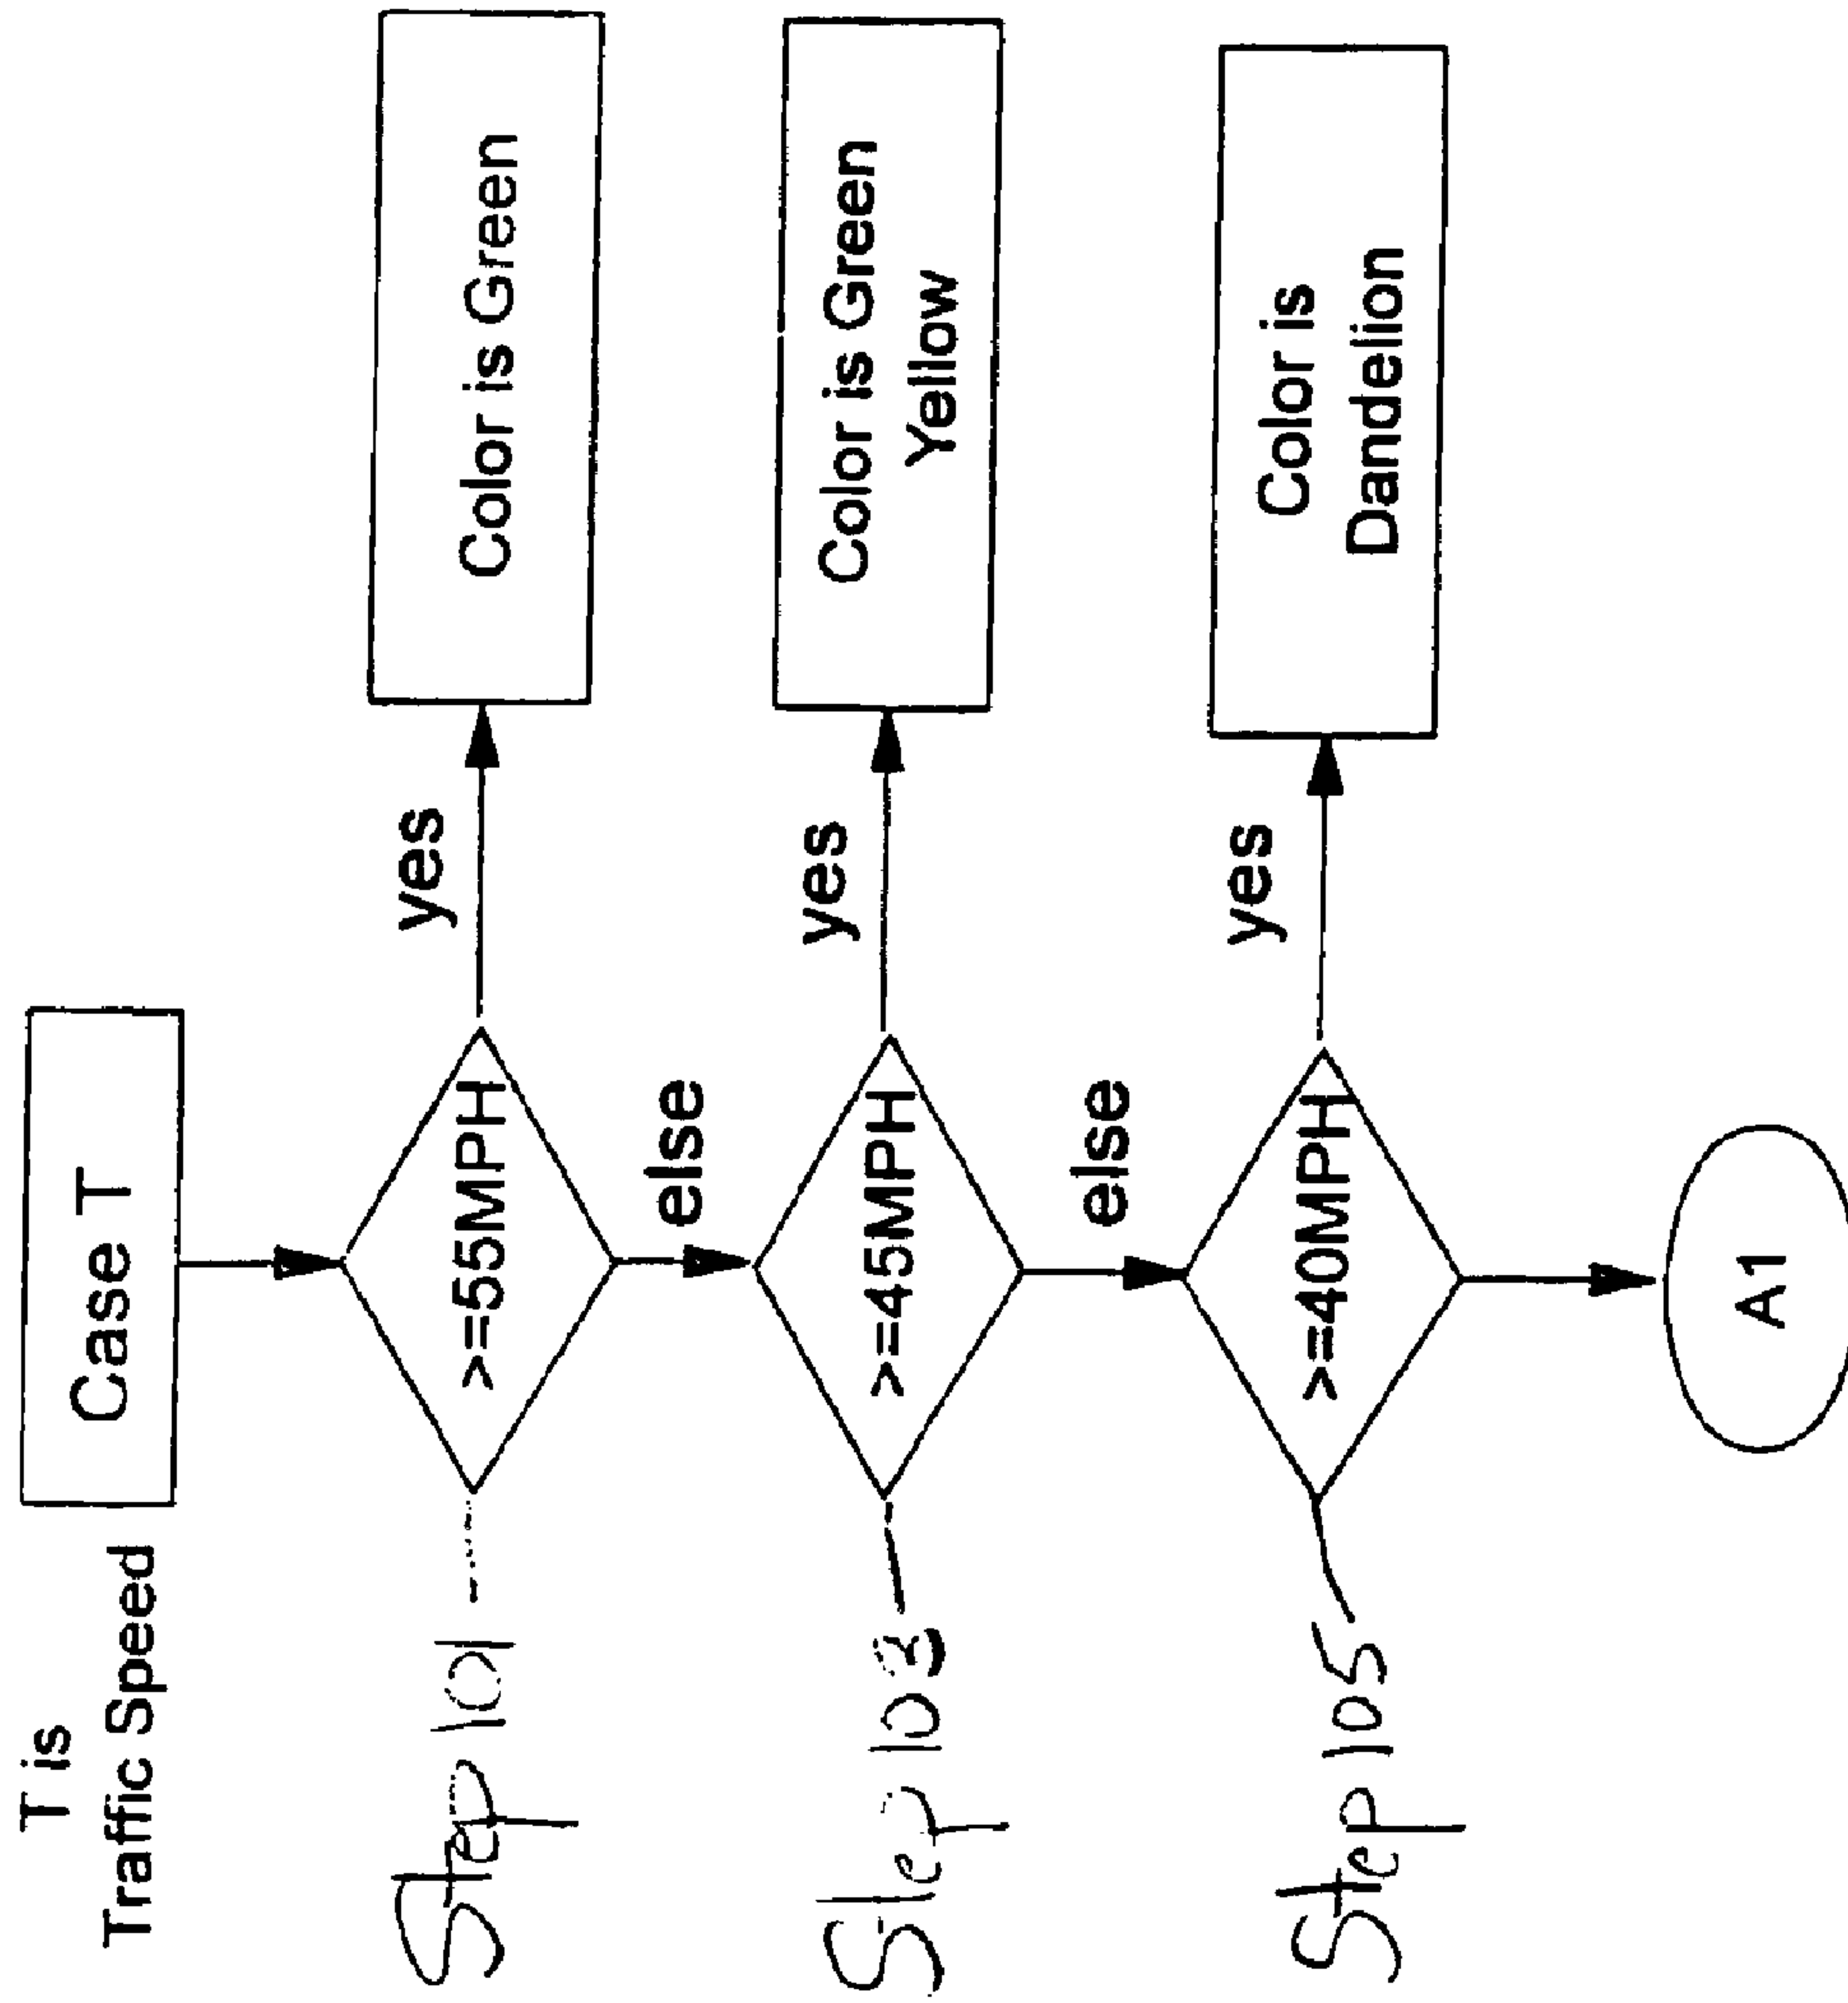 T is
Traffic Speed
Case T
Step 101
>=55MPH
yes
Color is Green
else
Step 103
>=45MPH
yes
Color is Green
Yellow
else
Step 105
>=40MPH
yes
Color is
Dandelion
A1